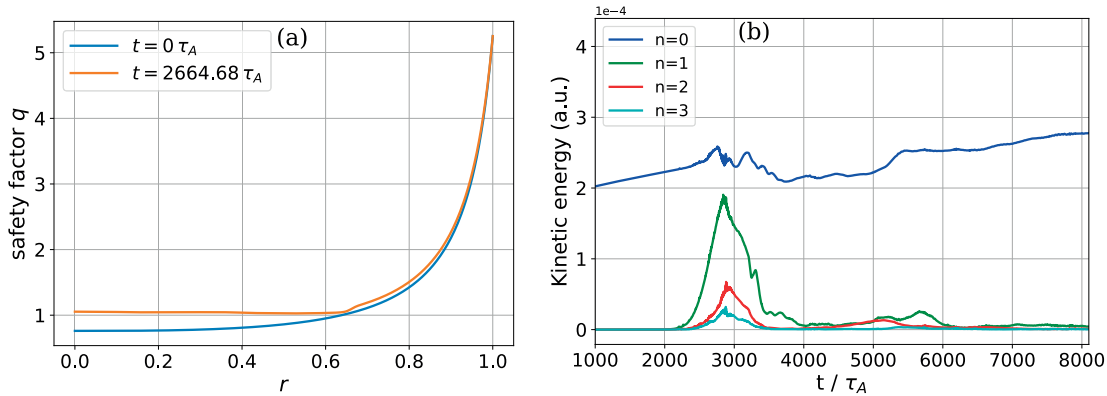 (a)
t = 0 τ_A
t = 2664.68 τ_A
safety factor q
5
4
3
2
1
0.0 0.2 0.4 0.6 0.8 1.0
r
1e−4
(b)
n=0
n=1
n=2
n=3
Kinetic energy (a.u.)
4
3
2
1
0
1000 2000 3000 4000 5000 6000 7000 8000
t / τ_A